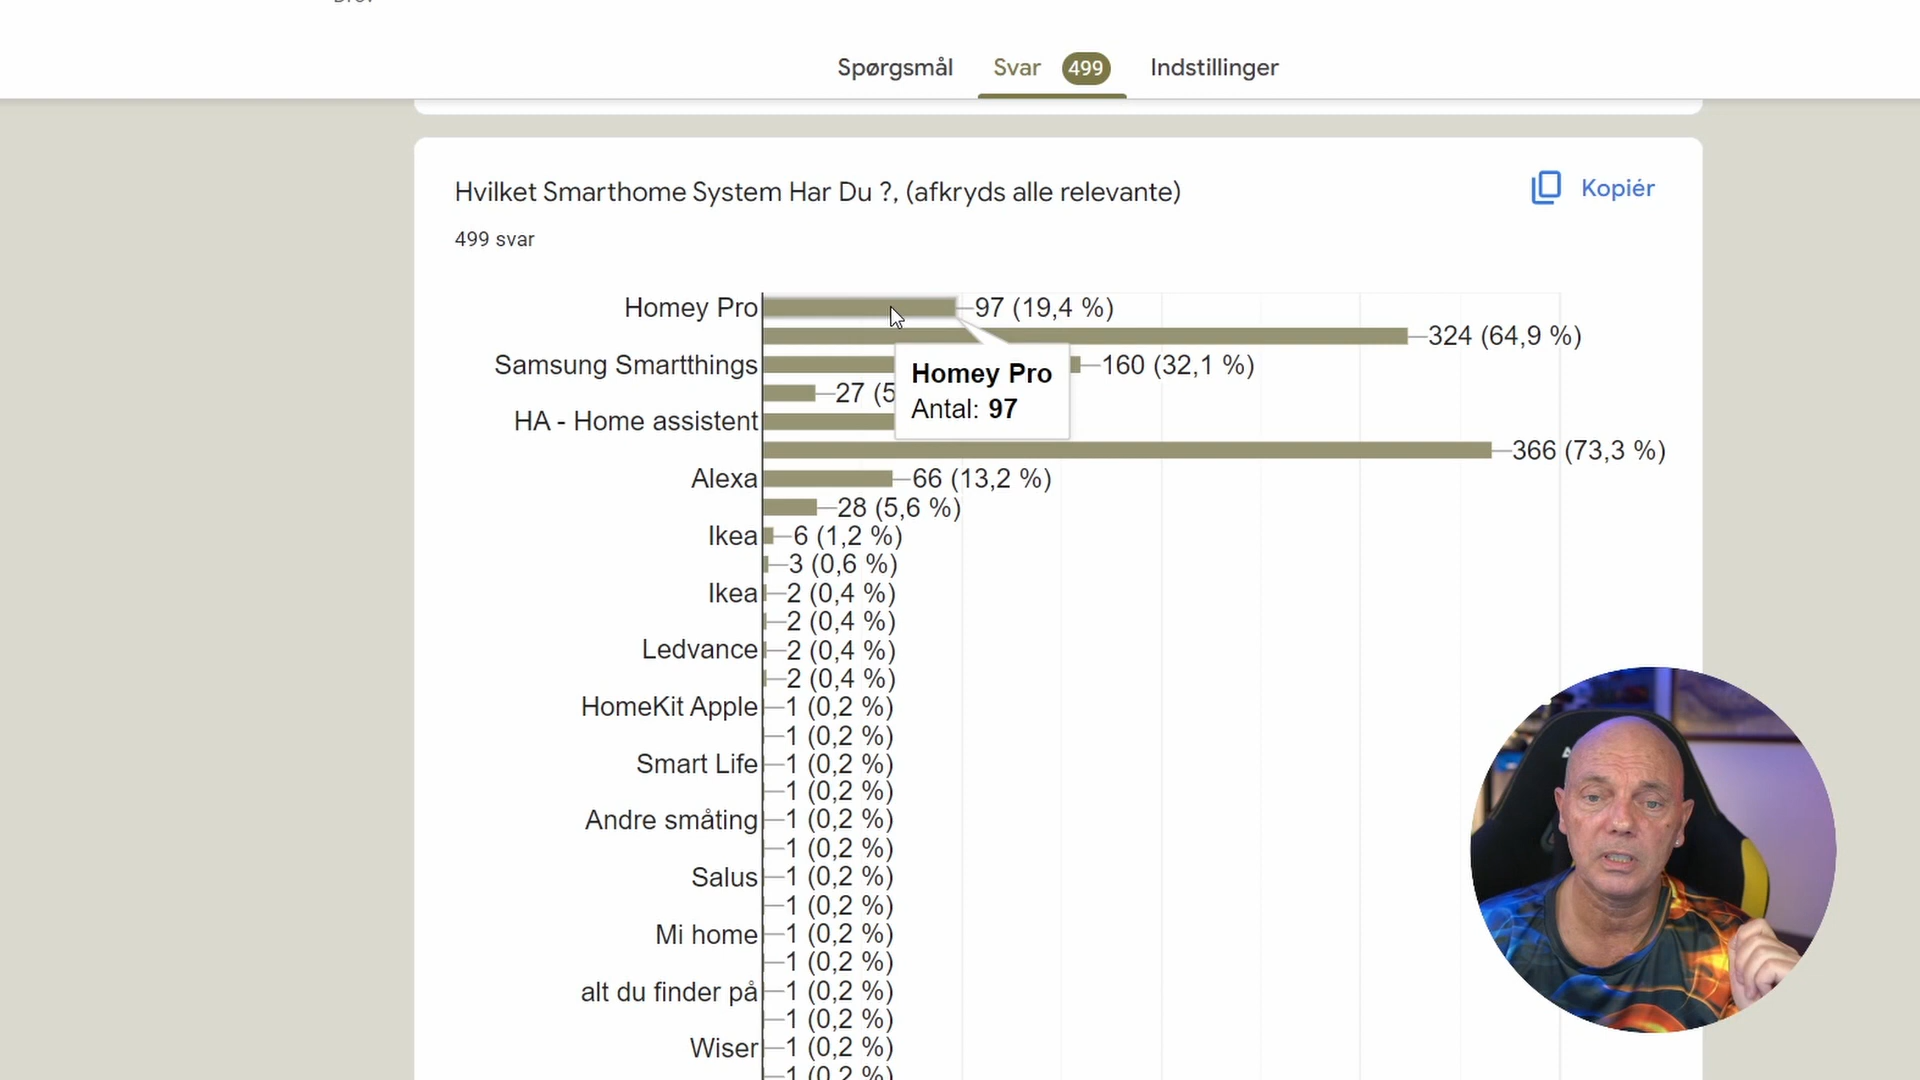 Spørgsmål Svar 499 Indstillinger
Hvilket Smarthome System Har Du ?, (afkryds alle relevante)
Kopiér
499 svar
Homey Pro 97 (19,4 %)
324 (64,9 %)
Samsung Smartthings 160 (32,1 %)
Homey Pro
Antal: 97
27 (5
HA - Home assistent
366 (73,3 %)
Alexa 66 (13,2 %)
28 (5,6 %)
Ikea 6 (1,2 %)
3 (0,6 %)
Ikea 2 (0,4 %)
2 (0,4 %)
Ledvance 2 (0,4 %)
2 (0,4 %)
HomeKit Apple 1 (0,2 %)
1 (0,2 %)
Smart Life 1 (0,2 %)
1 (0,2 %)
Andre småting 1 (0,2 %)
1 (0,2 %)
Salus 1 (0,2 %)
1 (0,2 %)
Mi home 1 (0,2 %)
1 (0,2 %)
alt du finder på 1 (0,2 %)
1 (0,2 %)
Wiser 1 (0,2 %)
1 (0,2 %)